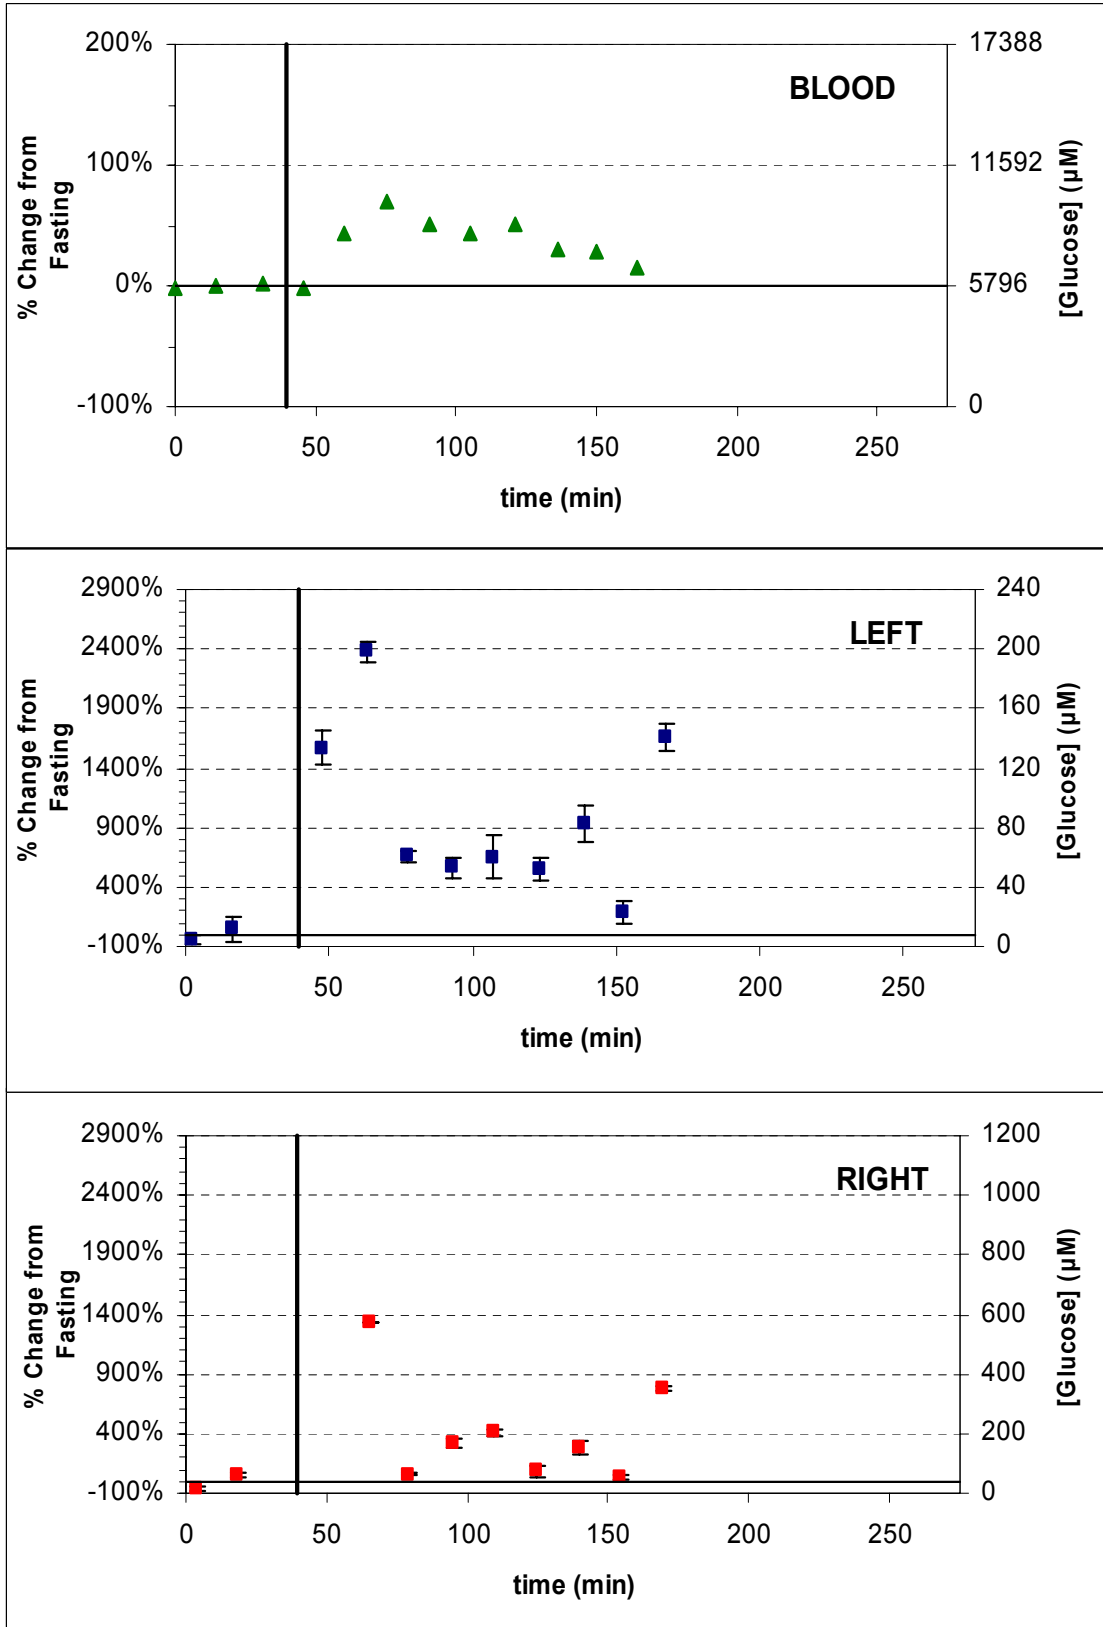 BLOOD
200%
100%
0%
-100%
% Change from
Fasting
17388
11592
5796
0
[Glucose] (µM)
0 50 100 150 200 250
time (min)
LEFT
2900%
2400%
1900%
1400%
900%
400%
-100%
% Change from
Fasting
240
200
160
120
80
40
0
[Glucose] (µM)
0 50 100 150 200 250
time (min)
RIGHT
2900%
2400%
1900%
1400%
900%
400%
-100%
% Change from
Fasting
1200
1000
800
600
400
200
0
[Glucose] (µM)
0 50 100 150 200 250
time (min)